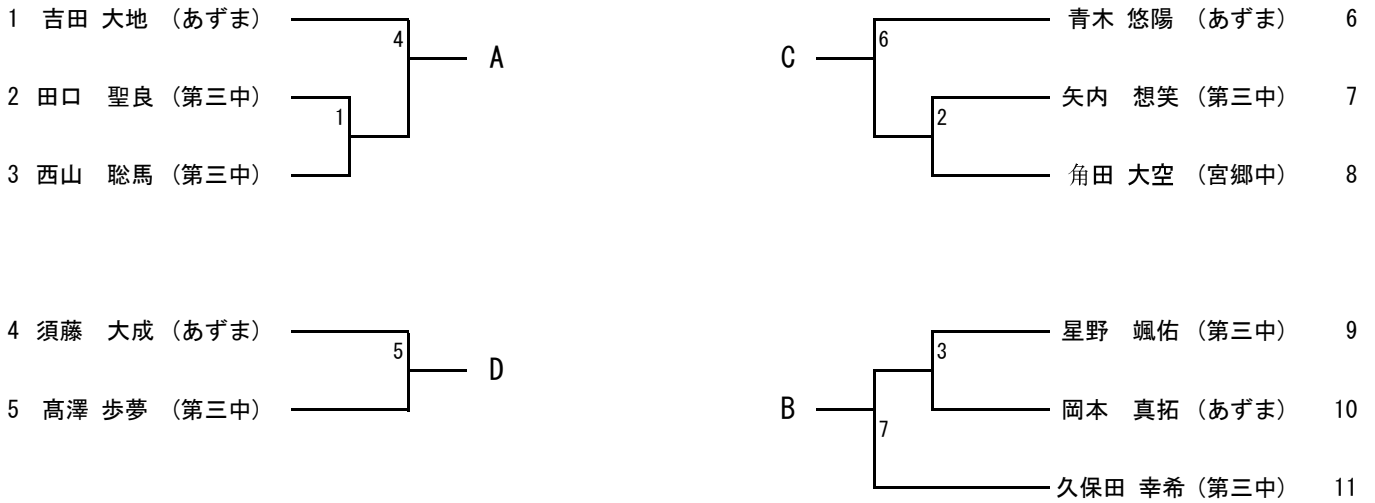 1 吉田 大地 （あずま）
4
A
2 田口 聖良 （第三中）
1
3 西山 聡馬 （第三中）
4 須藤 大成 （あずま）
5
D
5 髙澤 歩夢 （第三中）
C
6
青木 悠陽 （あずま） 6
矢内 想笑 （第三中） 7
2
角田 大空 （宮郷中） 8
星野 颯佑 （第三中） 9
3
B
岡本 真拓 （あずま） 10
7
久保田 幸希 （第三中） 11